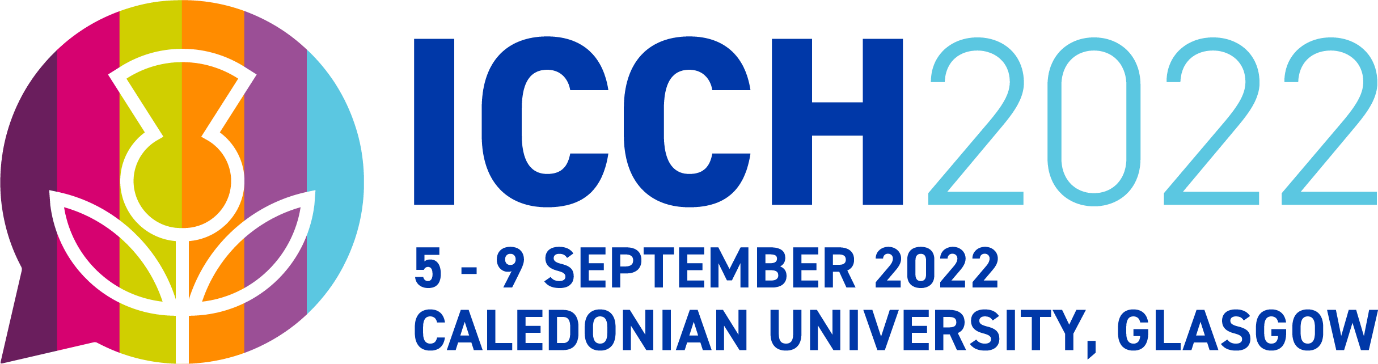 ICCH2022
5 - 9 SEPTEMBER 2022
CALEDONIAN UNIVERSITY, GLASGOW